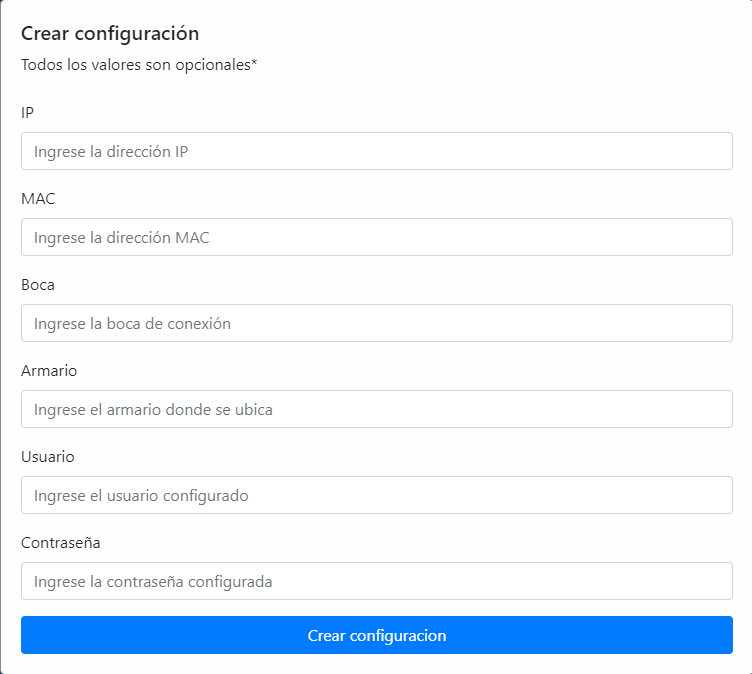 Crear configuración
Todos los valores son opcionales*
IP
Ingrese la dirección IP
MAC
Ingrese la dirección MAC
Boca
Ingrese la boca de conexión
Armario
Ingrese el armario donde se ubica
Usuario
Ingrese el usuario configurado
Contraseña
Ingrese la contraseña configurada
Crear configuracion